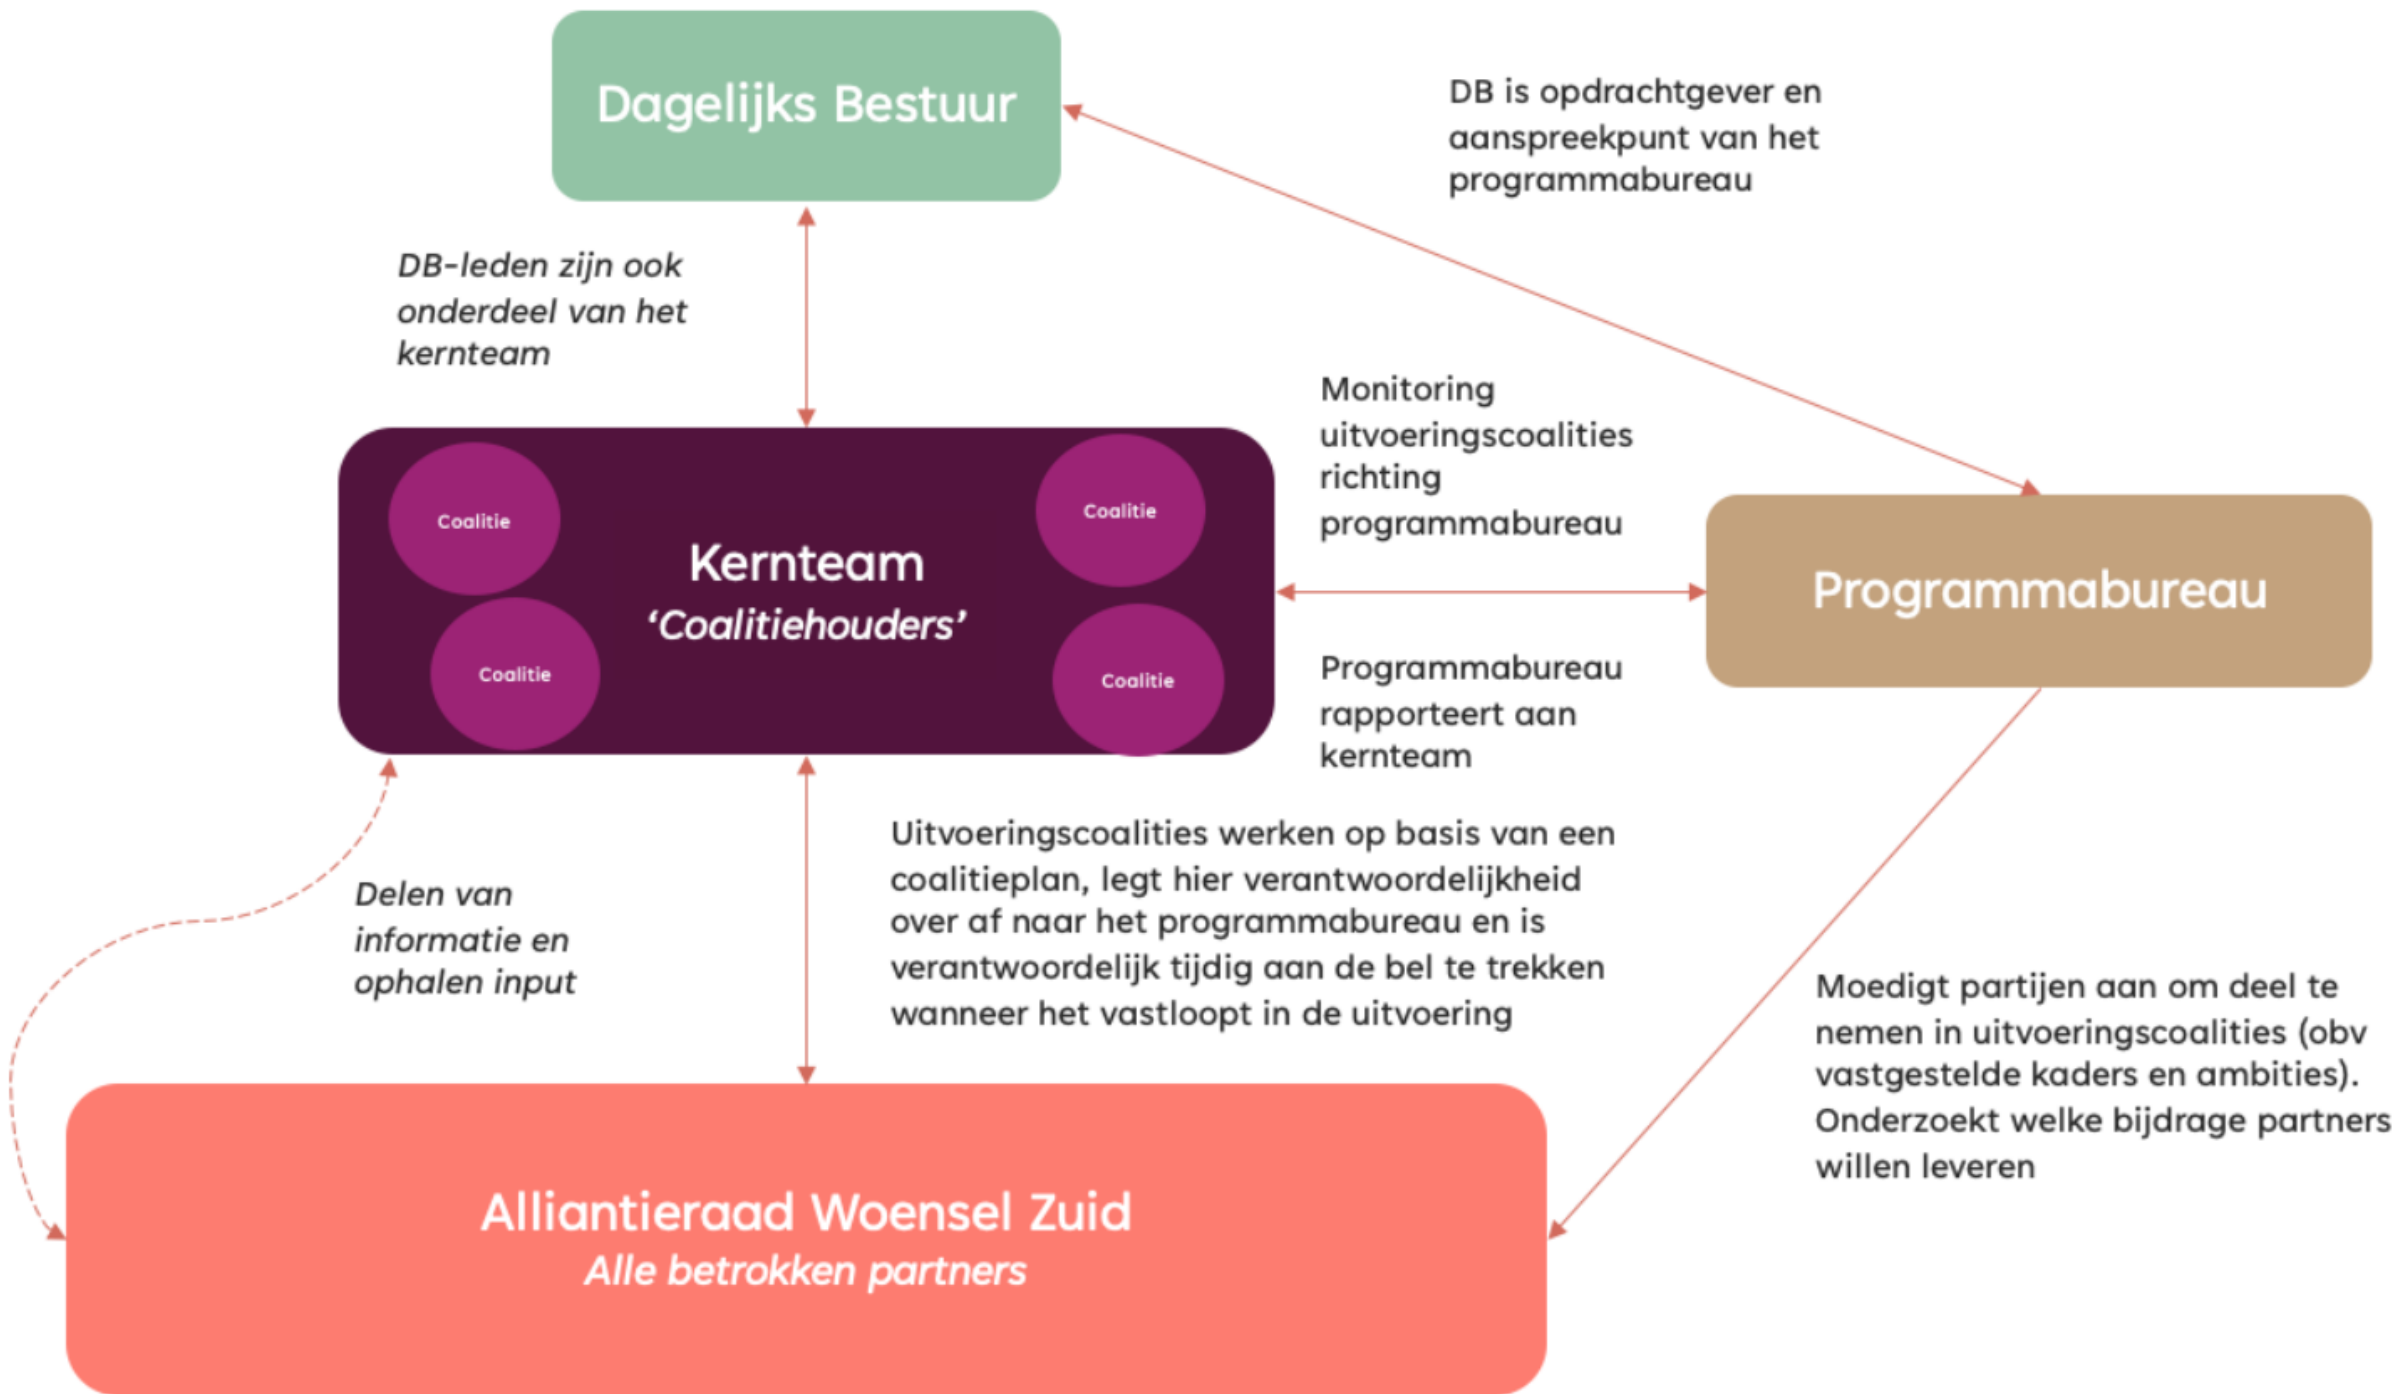 Dagelijks Bestuur
DB is opdrachtgever en
aanspreekpunt van het
programmabureau
DB-leden zijn ook
onderdeel van het
kernteam
Monitoring
uitvoeringscoalities
richting
programmabureau
Coalitie
Coalitie
Kernteam
‘Coalitiehouders’
Coalitie
Coalitie
Programmabureau
Programmabureau
rapporteert aan
kernteam
Uitvoeringscoalities werken op basis van een
coalitieplan, legt hier verantwoordelijkheid
over af naar het programmabureau en is
verantwoordelijk tijdig aan de bel te trekken
wanneer het vastloopt in de uitvoering
Delen van
informatie en
ophalen input
Moedigt partijen aan om deel te
nemen in uitvoeringscoalities (obv
vastgestelde kaders en ambities).
Onderzoekt welke bijdrage partners
willen leveren
Alliantieraad Woensel Zuid
Alle betrokken partners